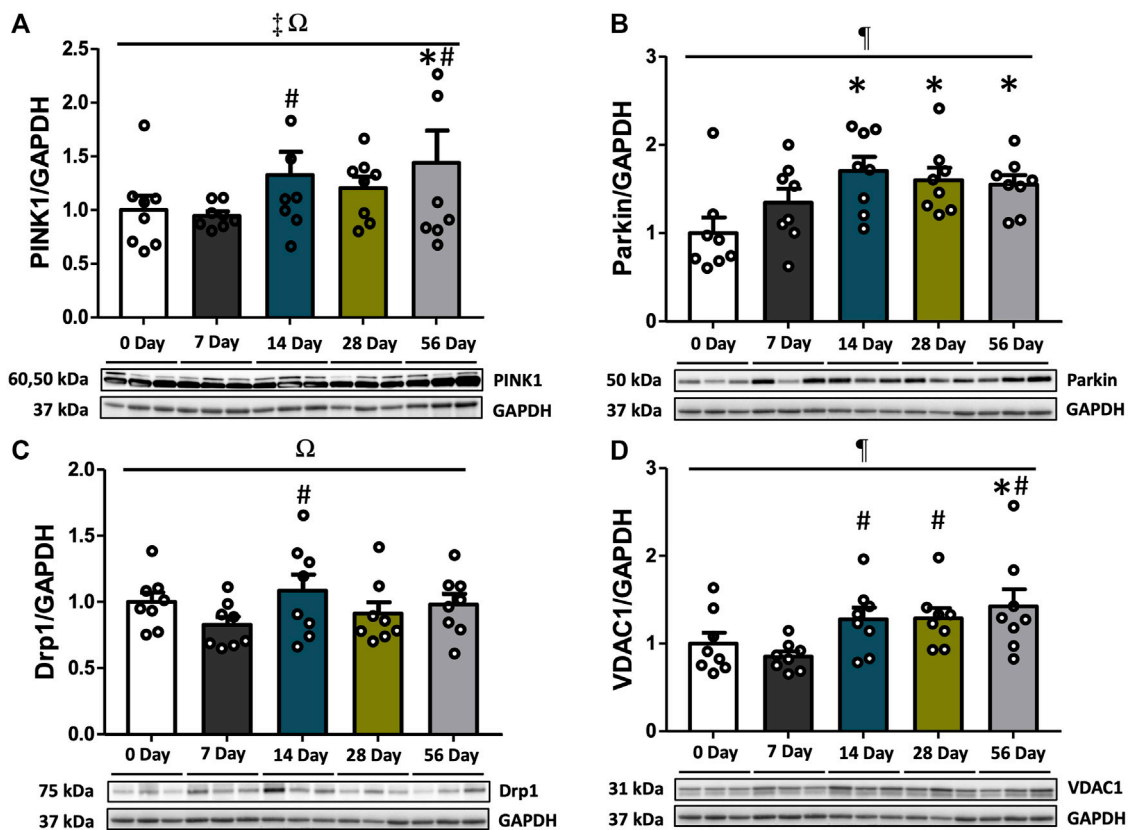 A
‡ Ω
PINK1/GAPDH
2.5
2.0
1.5
1.0
0.5
0.0
#
*#
0 Day 7 Day 14 Day 28 Day 56 Day
60,50 kDa PINK1
37 kDa GAPDH
B
¶
Parkin/GAPDH
3
2
1
0
* * *
0 Day 7 Day 14 Day 28 Day 56 Day
50 kDa Parkin
37 kDa GAPDH
C
Ω
Drp1/GAPDH
2.0
1.5
1.0
0.5
0.0
#
0 Day 7 Day 14 Day 28 Day 56 Day
75 kDa Drp1
37 kDa GAPDH
D
¶
VDAC1/GAPDH
3
2
1
0
# # *#
0 Day 7 Day 14 Day 28 Day 56 Day
31 kDa VDAC1
37 kDa GAPDH